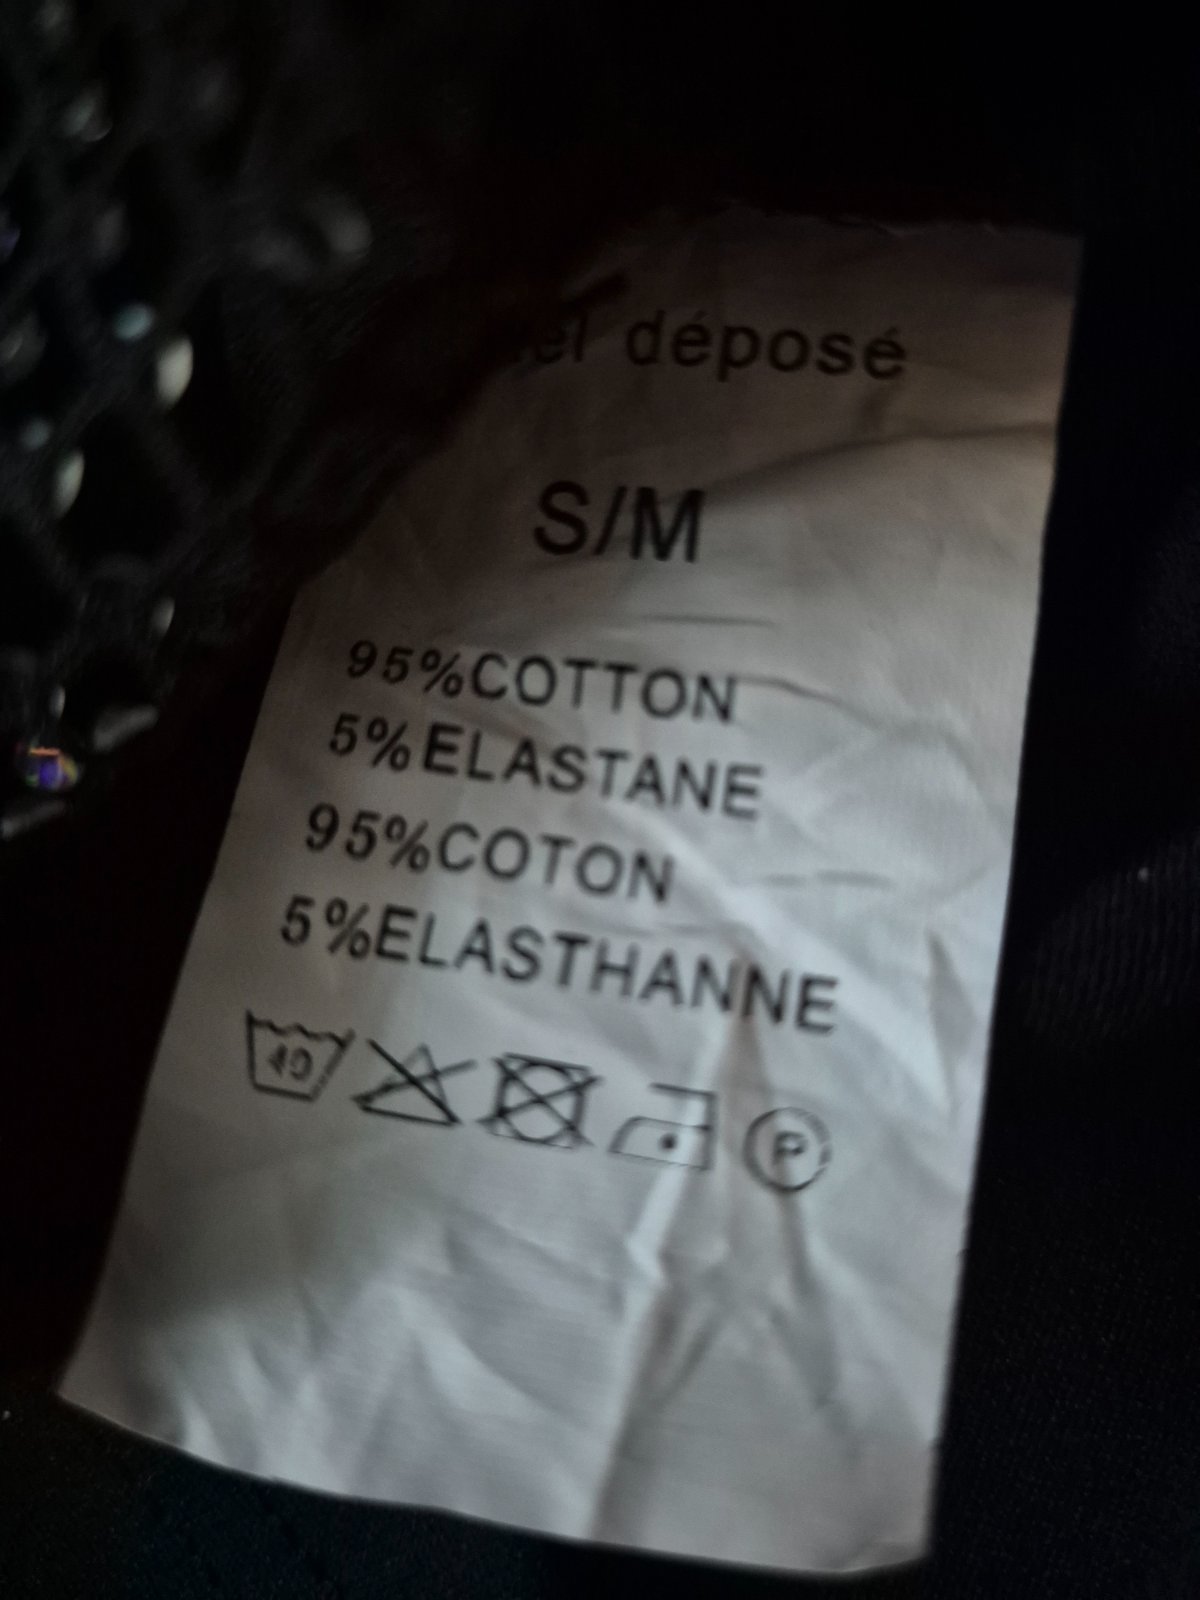 déposé
S/M
95%COTTON
5%ELASTANE
95%COTON
5%ELASTHANNE
40
P